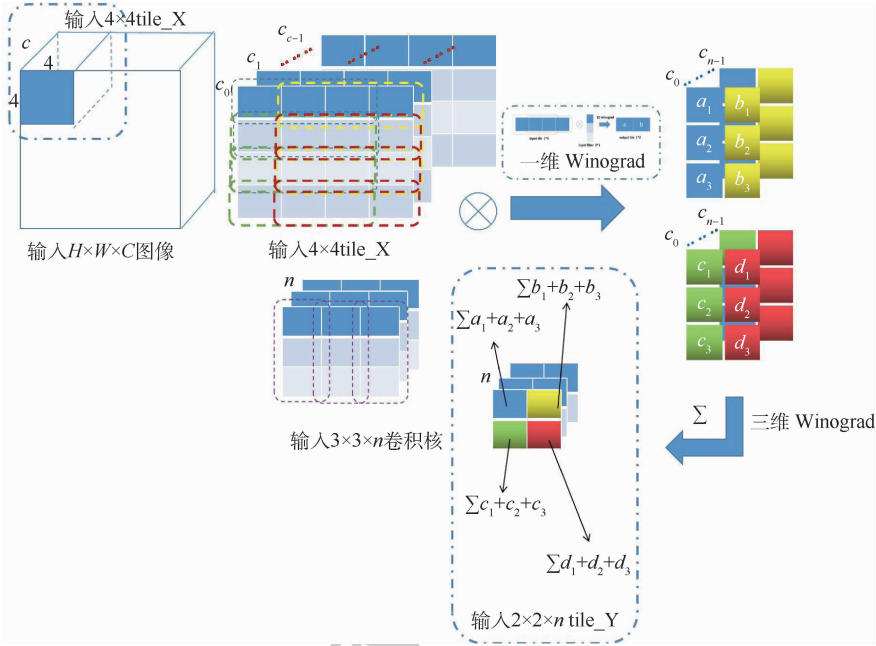 输入4×4tile_X
c
4
4
输入H×W×C图像
c_{c-1}
c_1
c_0
输入4×4tile_X
一维 Winograd
c_{n-1}
c_0
a_1 b_1
a_2 b_2
a_3 b_3
c_{n-1}
c_0
c_1 d_1
c_2 d_2
c_3 d_3
n
输入3×3×n卷积核
∑b_1+b_2+b_3
∑a_1+a_2+a_3
n
∑c_1+c_2+c_3
∑d_1+d_2+d_3
输入2×2×n tile_Y
∑
三维 Winograd